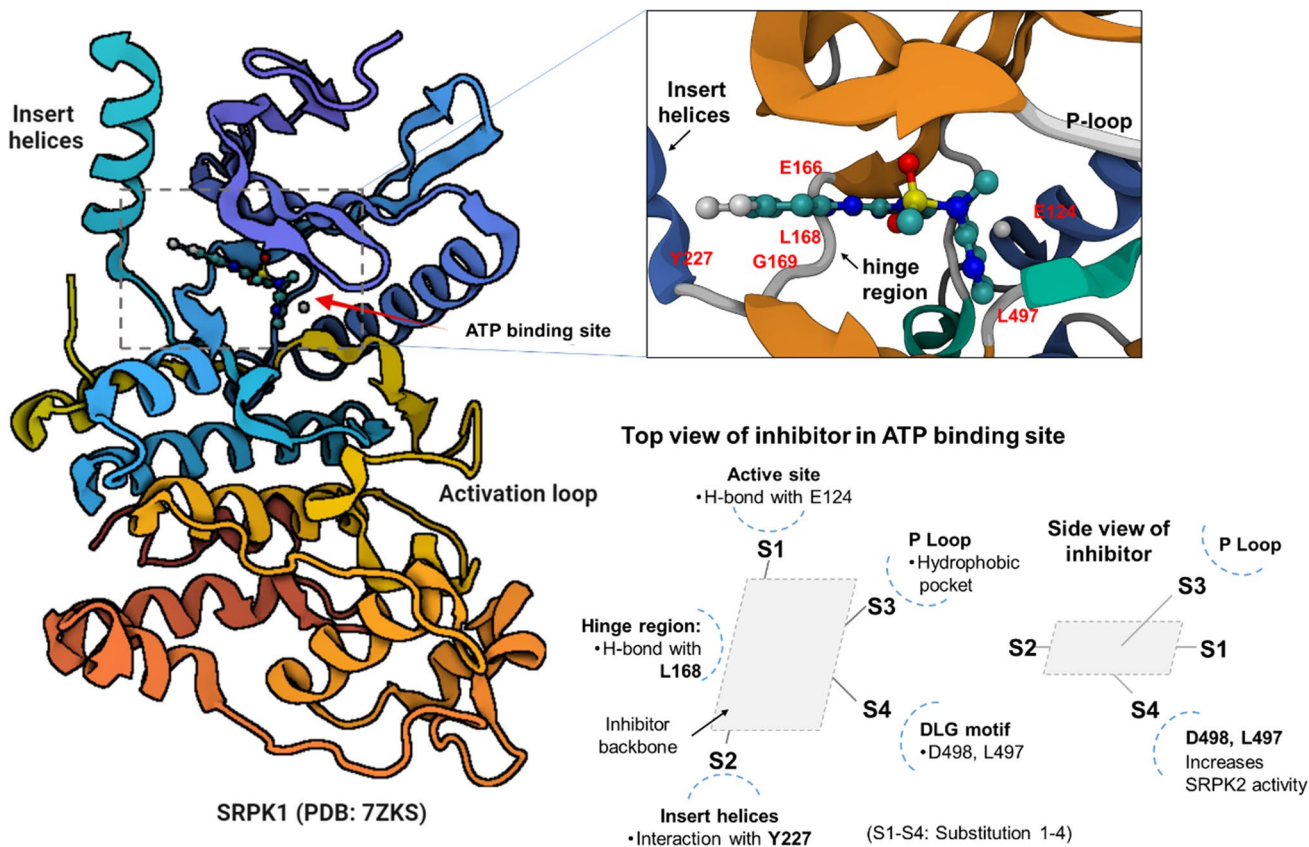 Insert
helices
ATP binding site
Activation loop
SRPK1 (PDB: 7ZKS)
Insert
helices
P-loop
E166
E124
L168
Y227
G169
hinge
region
L497
Top view of inhibitor in ATP binding site
Active site
•H-bond with E124
S1
P Loop
•Hydrophobic
pocket
S3
Hinge region:
•H-bond with
L168
S4
Inhibitor
backbone
DLG motif
•D498, L497
S2
Insert helices
•Interaction with Y227
Side view of
inhibitor
P Loop
S3
S2
S1
S4
D498, L497
Increases
SRPK2 activity
(S1-S4: Substitution 1-4)